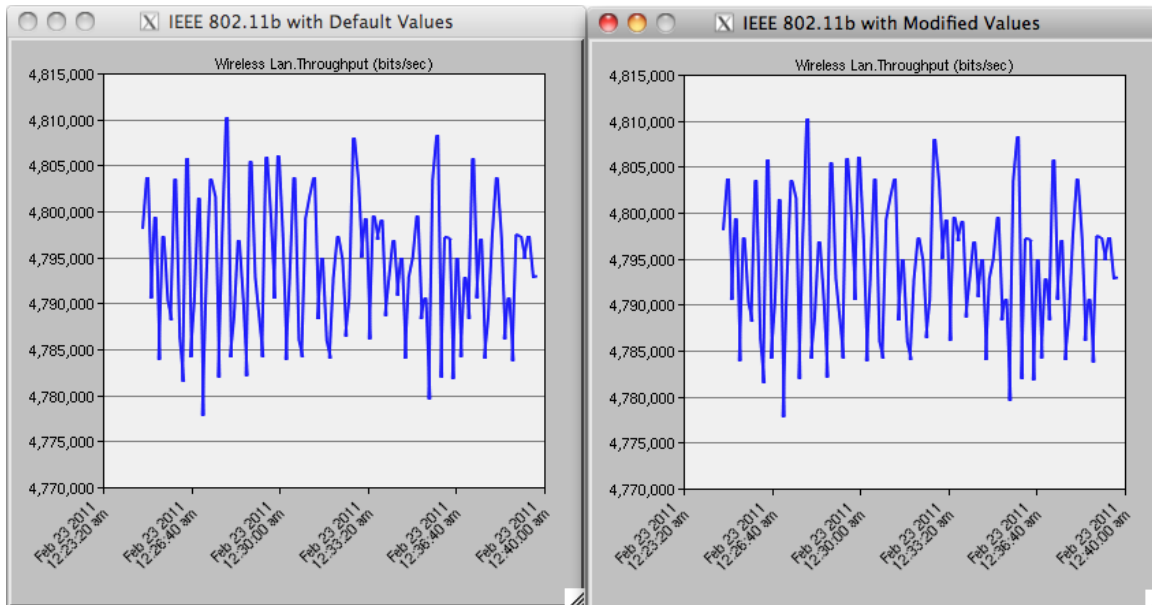 IEEE 802.11b with Default Values
Wireless Lan.Throughput (bits/sec)
4,815,000
4,810,000
4,805,000
4,800,000
4,795,000
4,790,000
4,785,000
4,780,000
4,775,000
4,770,000
Feb 23 2011
12:23:20 am
Feb 23 2011
12:26:40 am
Feb 23 2011
12:30:00 am
Feb 23 2011
12:33:20 am
Feb 23 2011
12:36:40 am
Feb 23 2011
12:40:00 am
IEEE 802.11b with Modified Values
Wireless Lan.Throughput (bits/sec)
4,815,000
4,810,000
4,805,000
4,800,000
4,795,000
4,790,000
4,785,000
4,780,000
4,775,000
4,770,000
Feb 23 2011
12:23:20 am
Feb 23 2011
12:26:40 am
Feb 23 2011
12:30:00 am
Feb 23 2011
12:33:20 am
Feb 23 2011
12:36:40 am
Feb 23 2011
12:40:00 am